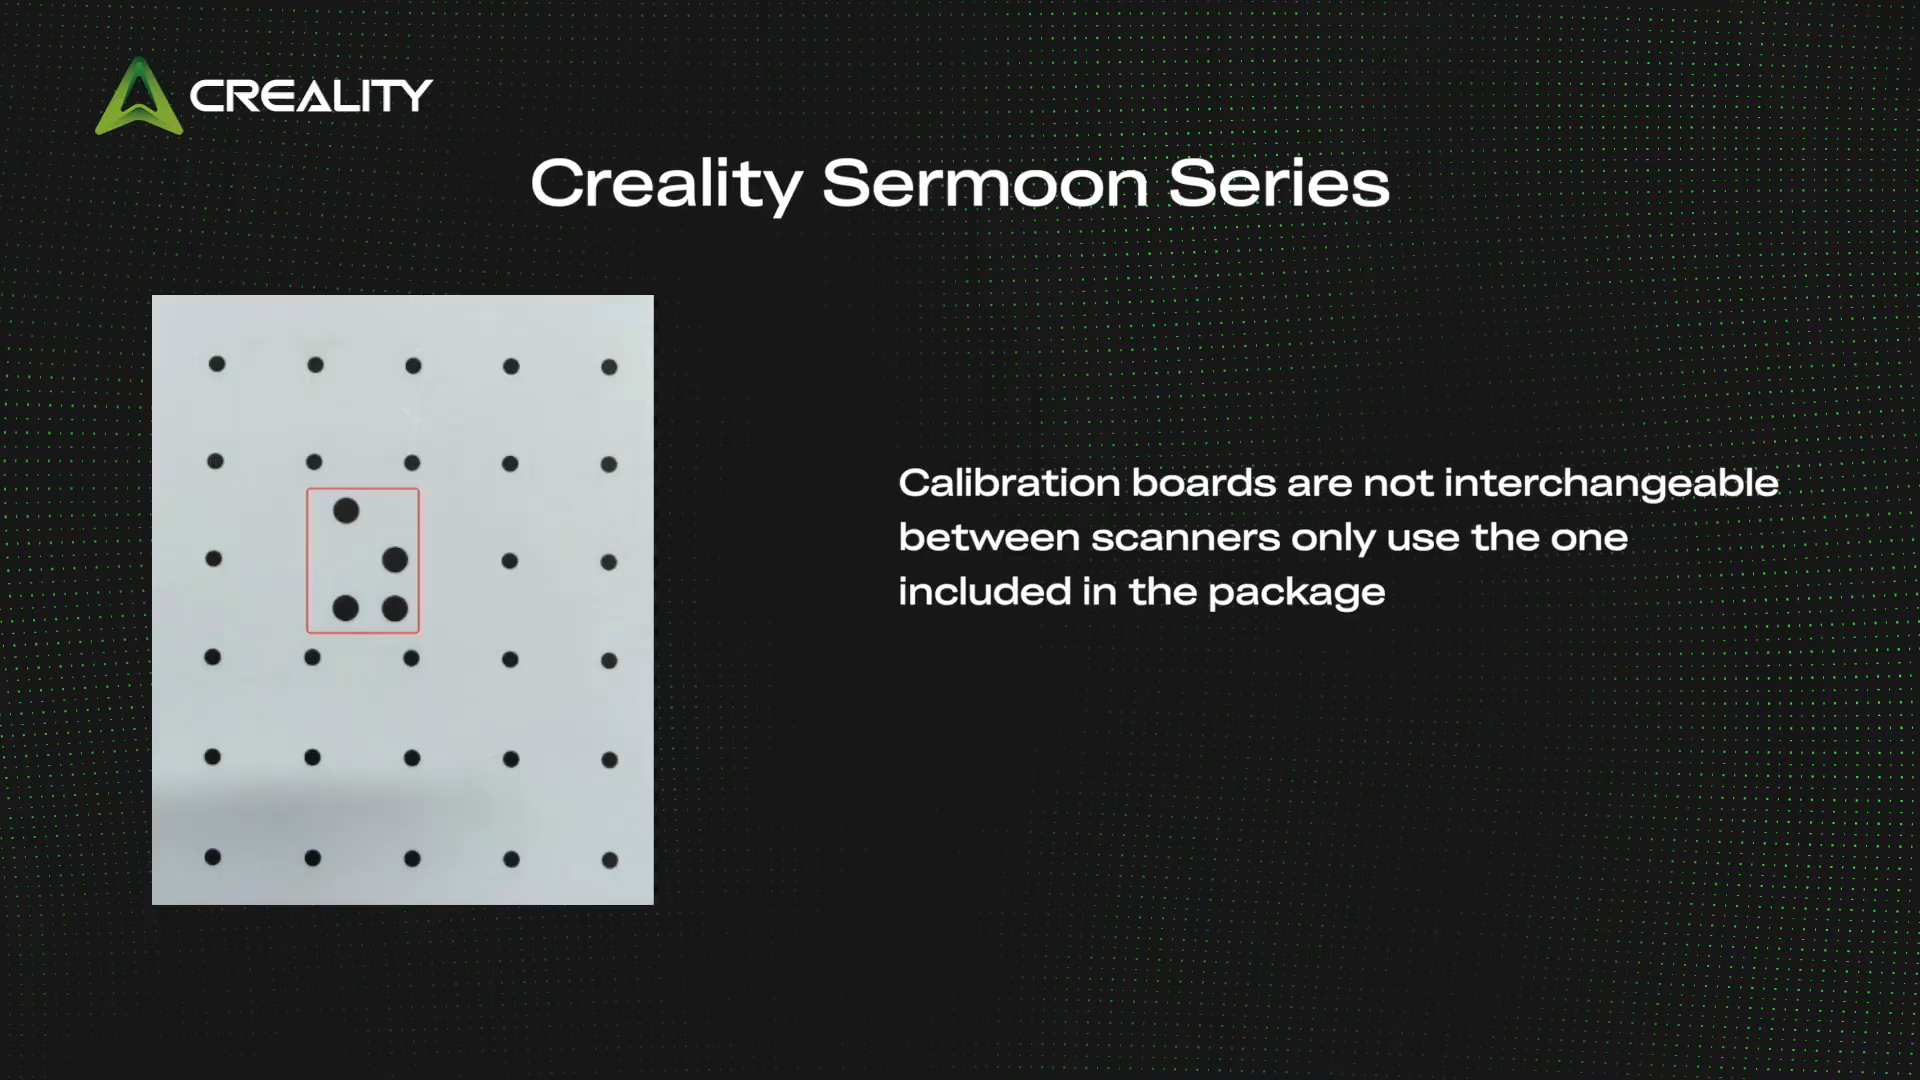 CREALITY
Creality Sermoon Series
Calibration boards are not interchangeable
between scanners only use the one
included in the package